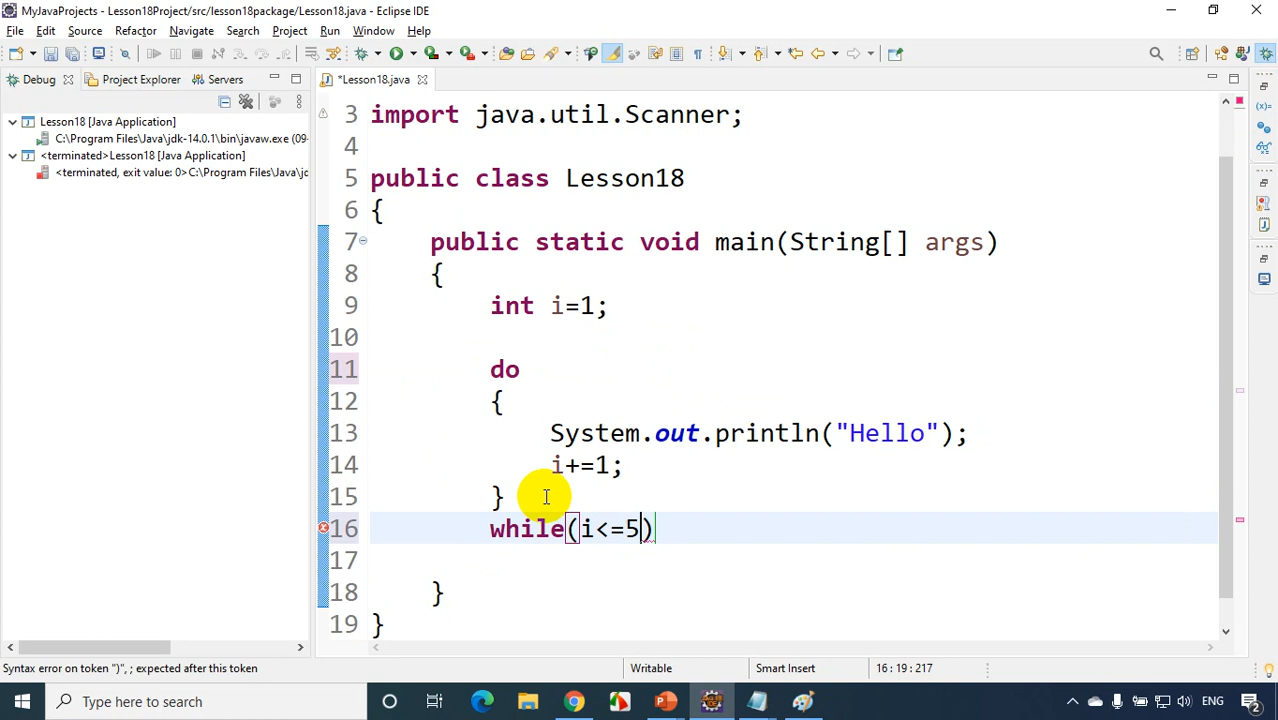 MyJavaProjects - Lesson18Project/src/lesson18package/Lesson18.java - Eclipse IDE
File Edit Source Refactor Navigate Search Project Run Window Help
Debug Project Explorer Servers *Lesson18.java
Lesson18 [Java Application]
C:\Program Files\Java\jdk-14.0.1\bin\javaw.exe (09-
<terminated>Lesson18 [Java Application]
<terminated, exit value: 0>C:\Program Files\Java\jd
3 import java.util.Scanner;
4
5 public class Lesson18
6 {
7 public static void main(String[] args)
8 {
9 int i=1;
10
11 do
12 {
13 System.out.println("Hello");
14 i+=1;
15 }
16 while(i<=5)
17
18 }
19 }
Syntax error on token ")", ; expected after this token Writable Smart Insert 16 : 19 : 217
Type here to search ENG 2